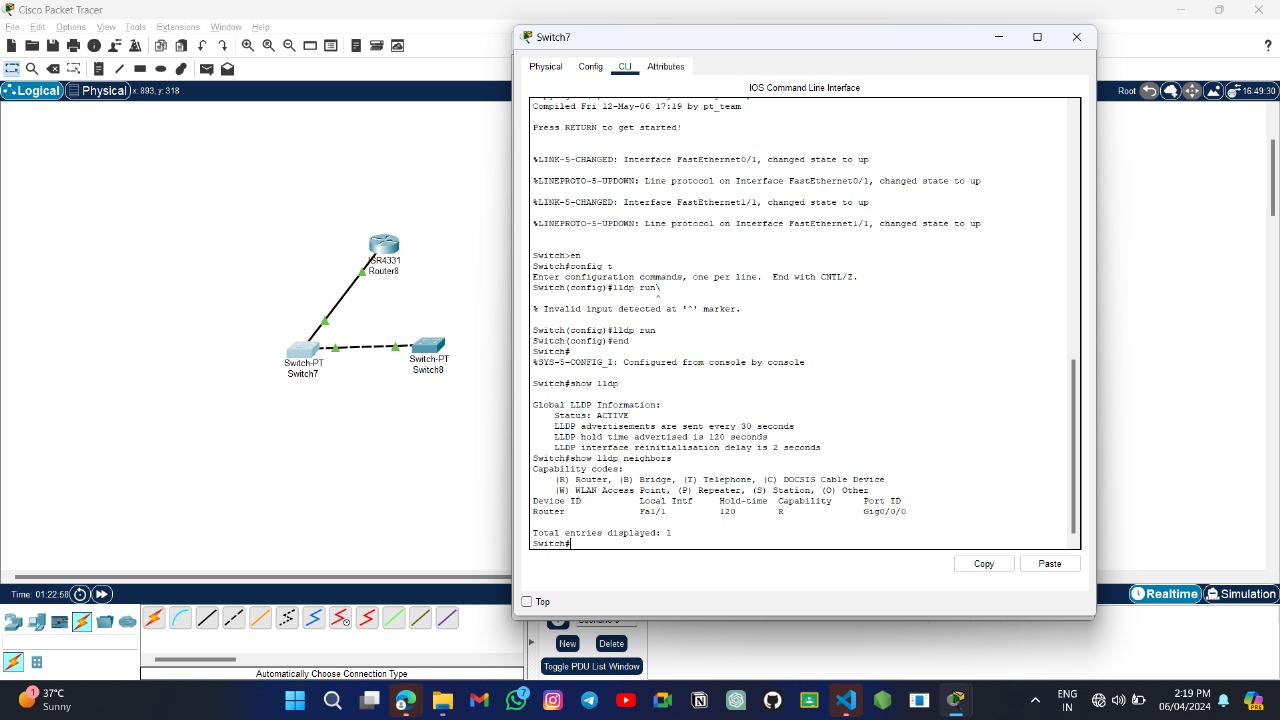 Cisco Packet Tracer
File Edit Options View Tools Extensions Window Help
Logical Physical x: 893, y: 318
Root 16:49:30
ISR4331
Router8
Switch-PT
Switch7
Switch-PT
Switch8
Switch7
Physical Config CLI Attributes
IOS Command Line Interface
Compiled Fri 12-May-06 17:19 by pt_team
Press RETURN to get started!
%LINK-5-CHANGED: Interface FastEthernet0/1, changed state to up
%LINEPROTO-5-UPDOWN: Line protocol on Interface FastEthernet0/1, changed state to up
%LINK-5-CHANGED: Interface FastEthernet1/1, changed state to up
%LINEPROTO-5-UPDOWN: Line protocol on Interface FastEthernet1/1, changed state to up
Switch>en
Switch#config t
Enter configuration commands, one per line. End with CNTL/Z.
Switch(config)#lldp run\
^
% Invalid input detected at '^' marker.
Switch(config)#lldp run
Switch(config)#end
Switch#
%SYS-5-CONFIG_I: Configured from console by console
Switch#show lldp
Global LLDP Information:
Status: ACTIVE
LLDP advertisements are sent every 30 seconds
LLDP hold time advertised is 120 seconds
LLDP interface reinitialisation delay is 2 seconds
Switch#show lldp neighbors
Capability codes:
(R) Router, (B) Bridge, (T) Telephone, (C) DOCSIS Cable Device
(W) WLAN Access Point, (P) Repeater, (S) Station, (O) Other
Device ID Local Intf Hold-time Capability Port ID
Router Fa1/1 120 R Gig0/0/0
Total entries displayed: 1
Switch#
Copy Paste
Top
Time: 01:22:58
Realtime Simulation
New Delete
Toggle PDU List Window
Automatically Choose Connection Type
1
37°C
Sunny
7
ENG
IN
2:19 PM
06/04/2024
PRE